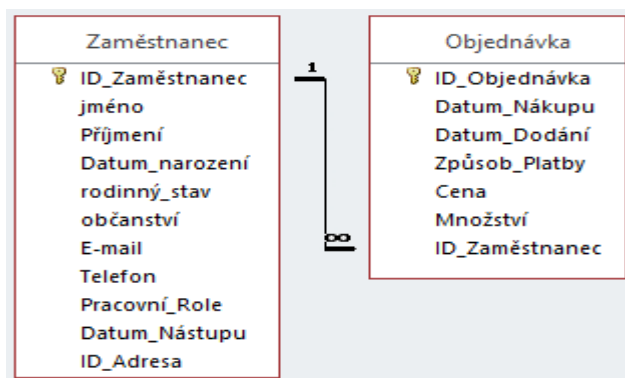 Zaměstnanec
ID_Zaměstnanec
jméno
Příjmení
Datum_narození
rodinný_stav
občanství
E-mail
Telefon
Pracovní_Role
Datum_Nástupu
ID_Adresa
1
∞
Objednávka
ID_Objednávka
Datum_Nákupu
Datum_Dodání
Způsob_Platby
Cena
Množství
ID_Zaměstnanec